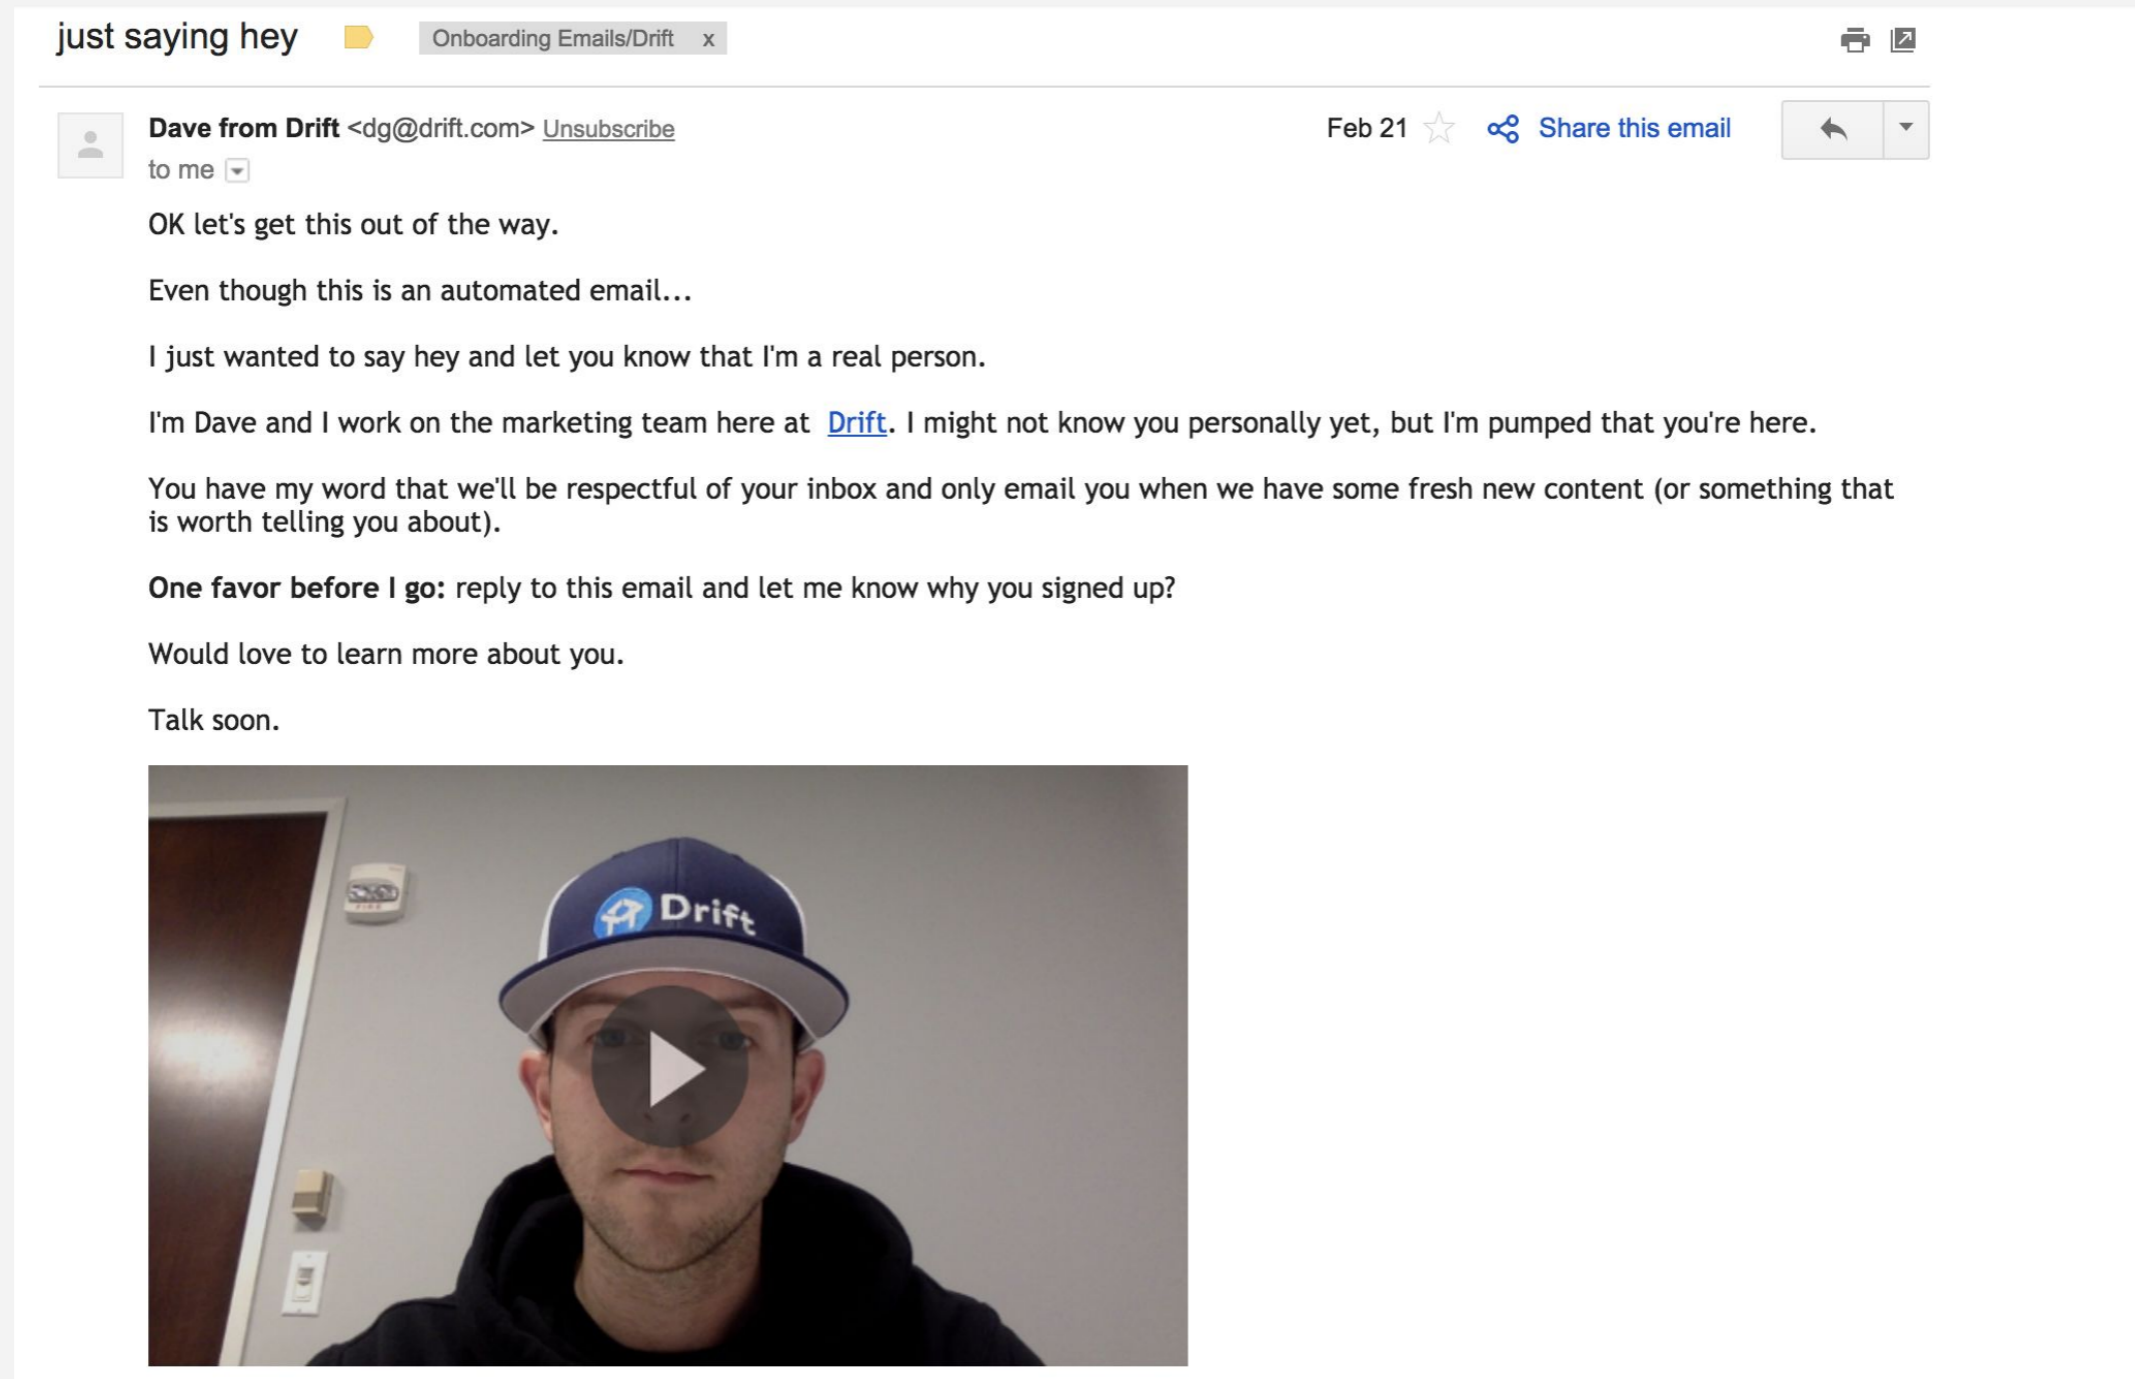 just saying hey
Onboarding Emails/Drift x
Dave from Drift <dg@drift.com> Unsubscribe
Feb 21
Share this email
to me
OK let's get this out of the way.
Even though this is an automated email...
I just wanted to say hey and let you know that I'm a real person.
I'm Dave and I work on the marketing team here at Drift. I might not know you personally yet, but I'm pumped that you're here.
You have my word that we'll be respectful of your inbox and only email you when we have some fresh new content (or something that
is worth telling you about).
One favor before I go: reply to this email and let me know why you signed up?
Would love to learn more about you.
Talk soon.
Drift
FIRE